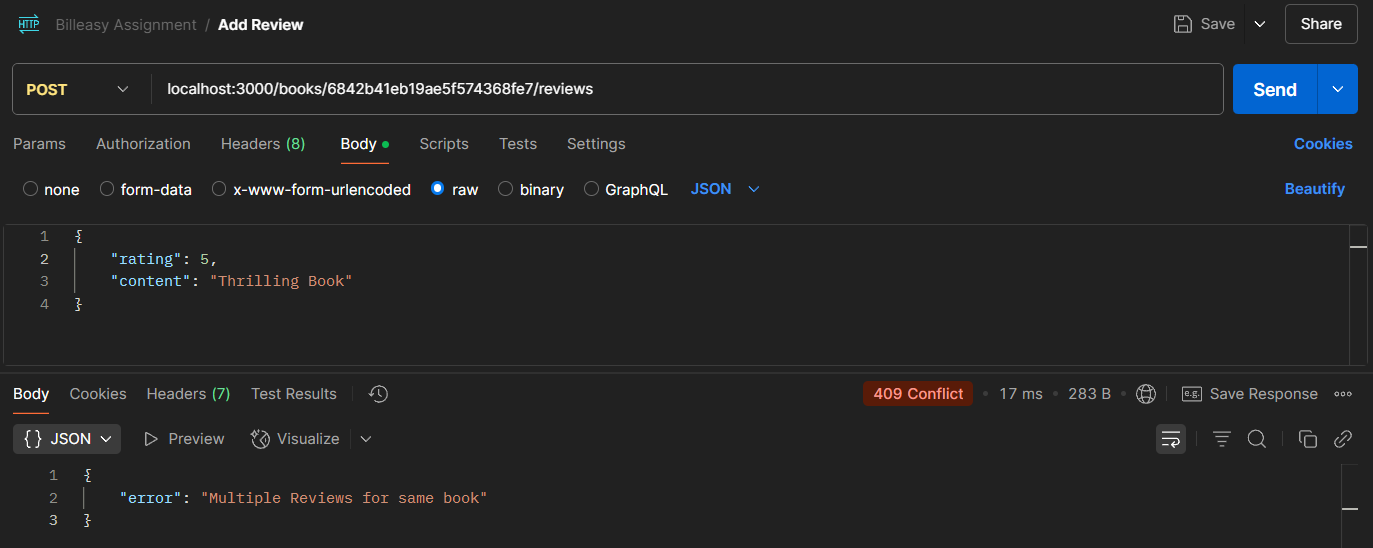 HTTP Billeasy Assignment / Add Review Save Share
POST localhost:3000/books/6842b41eb19ae5f574368fe7/reviews Send
Params Authorization Headers (8) Body Scripts Tests Settings Cookies
none form-data x-www-form-urlencoded raw binary GraphQL JSON Beautify
1 {
2 "rating": 5,
3 "content": "Thrilling Book"
4 }
Body Cookies Headers (7) Test Results 409 Conflict • 17 ms • 283 B • e.g. Save Response
{} JSON Preview Visualize
1 {
2 "error": "Multiple Reviews for same book"
3 }